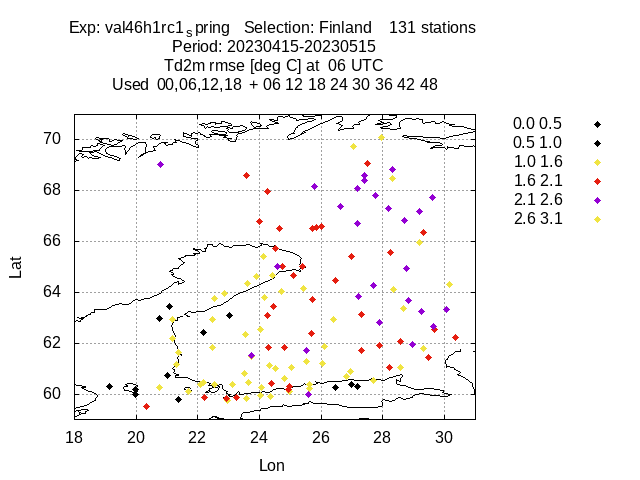 Exp: val46h1rc1spring Selection: Finland 131 stations
Period: 20230415-20230515
Td2m rmse [deg C] at 06 UTC
Used 00,06,12,18 + 06 12 18 24 30 36 42 48
0.0 0.5
0.5 1.0
1.0 1.6
1.6 2.1
2.1 2.6
2.6 3.1
70
68
66
64
62
60
Lat
18 20 22 24 26 28 30
Lon